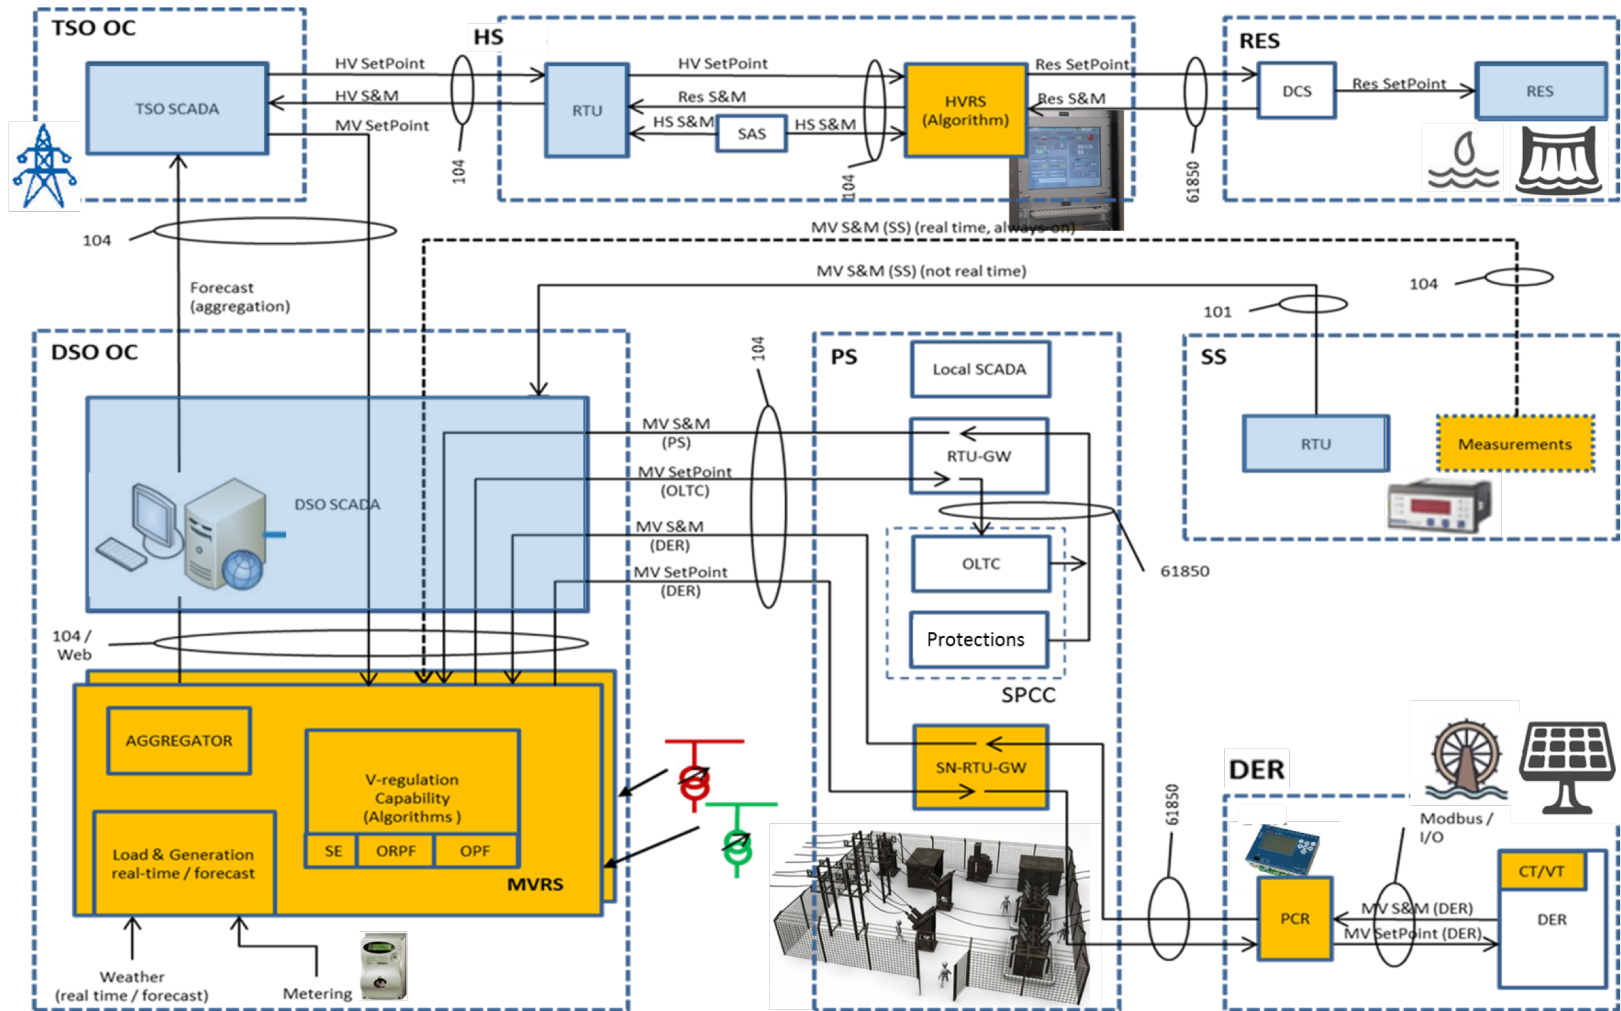 TSO OC
TSO SCADA
HV SetPoint
HV S&M
MV SetPoint
104
HS
RTU
HV SetPoint
Res S&M
HS S&M
SAS
HS S&M
104
HVRS
(Algorithm)
Res SetPoint
Res S&M
61850
RES
DCS
Res SetPoint
RES
104
Forecast
(aggregation)
MV S&M (SS) (real time, always-on)
MV S&M (SS) (not real time)
101
104
DSO OC
DSO SCADA
104 /
Web
MV S&M
(PS)
MV SetPoint
(OLTC)
MV S&M
(DER)
MV SetPoint
(DER)
104
PS
Local SCADA
RTU-GW
OLTC
Protections
SPCC
61850
SN-RTU-GW
SS
RTU
Measurements
AGGREGATOR
V-regulation
Capability
(Algorithms )
SE
ORPF
OPF
Load & Generation
real-time / forecast
MVRS
Weather
(real time / forecast)
Metering
61850
DER
PCR
Modbus /
I/O
MV S&M (DER)
MV SetPoint (DER)
CT/VT
DER